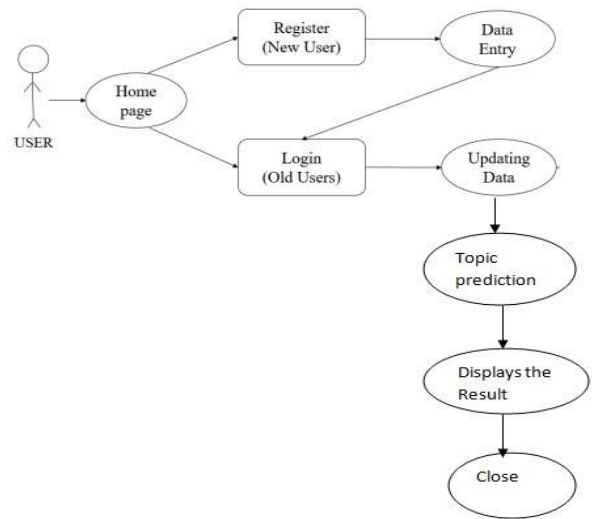 Register
(New User)
Data
Entry
Home
page
USER
Login
(Old Users)
Updating
Data
Topic
prediction
Displays the
Result
Close